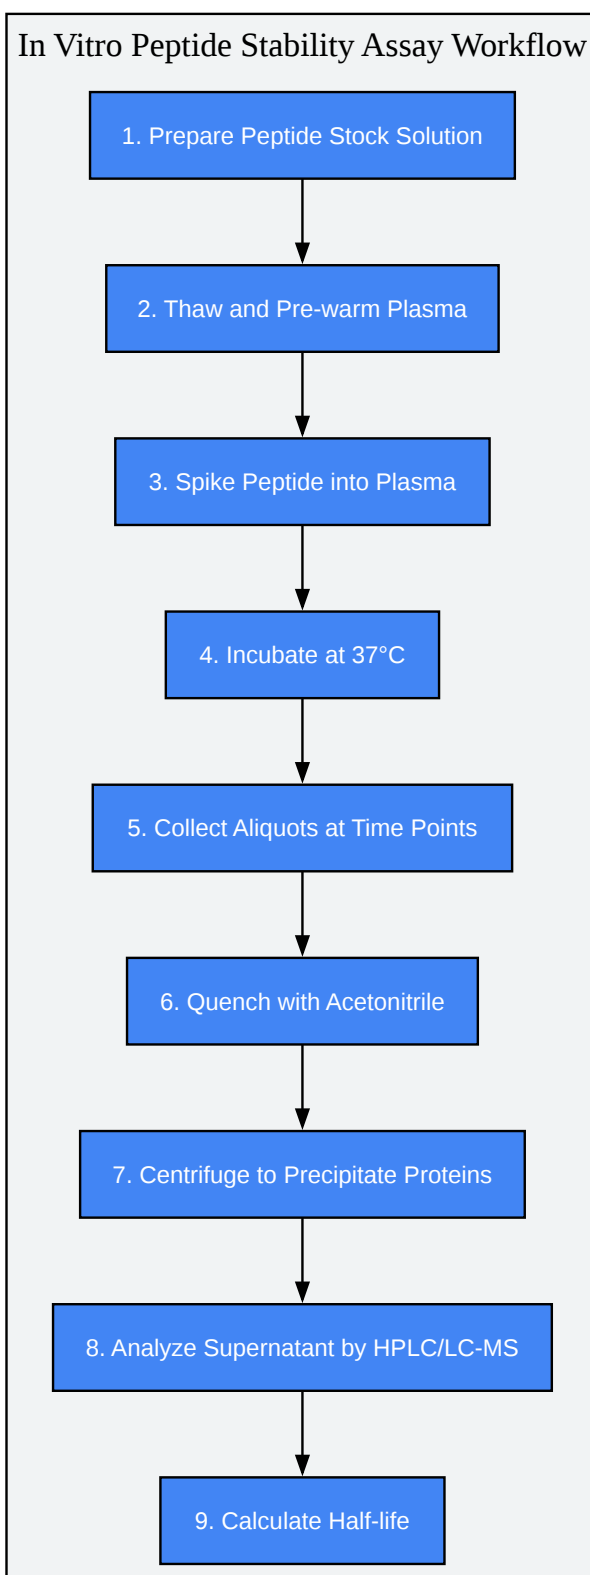 In Vitro Peptide Stability Assay Workflow
1. Prepare Peptide Stock Solution
2. Thaw and Pre-warm Plasma
3. Spike Peptide into Plasma
4. Incubate at 37°C
5. Collect Aliquots at Time Points
6. Quench with Acetonitrile
7. Centrifuge to Precipitate Proteins
8. Analyze Supernatant by HPLC/LC-MS
9. Calculate Half-life